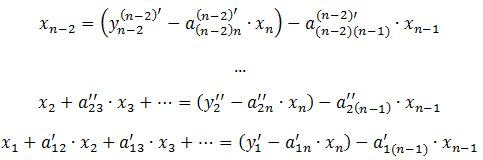 x_{n-2} = (y_{n-2}^{(n-2)'} − a_{(n-2)n}^{(n-2)'} · x_n) − a_{(n-2)(n-1)}^{(n-2)'} · x_{n-1}
...
x_2 + a''_{23} · x_3 + ⋯ = (y''_2 − a''_{2n} · x_n) − a''_{2(n-1)} · x_{n-1}
x_1 + a'_{12} · x_2 + a'_{13} · x_3 + ⋯ = (y'_1 − a'_{1n} · x_n) − a'_{1(n-1)} · x_{n-1}